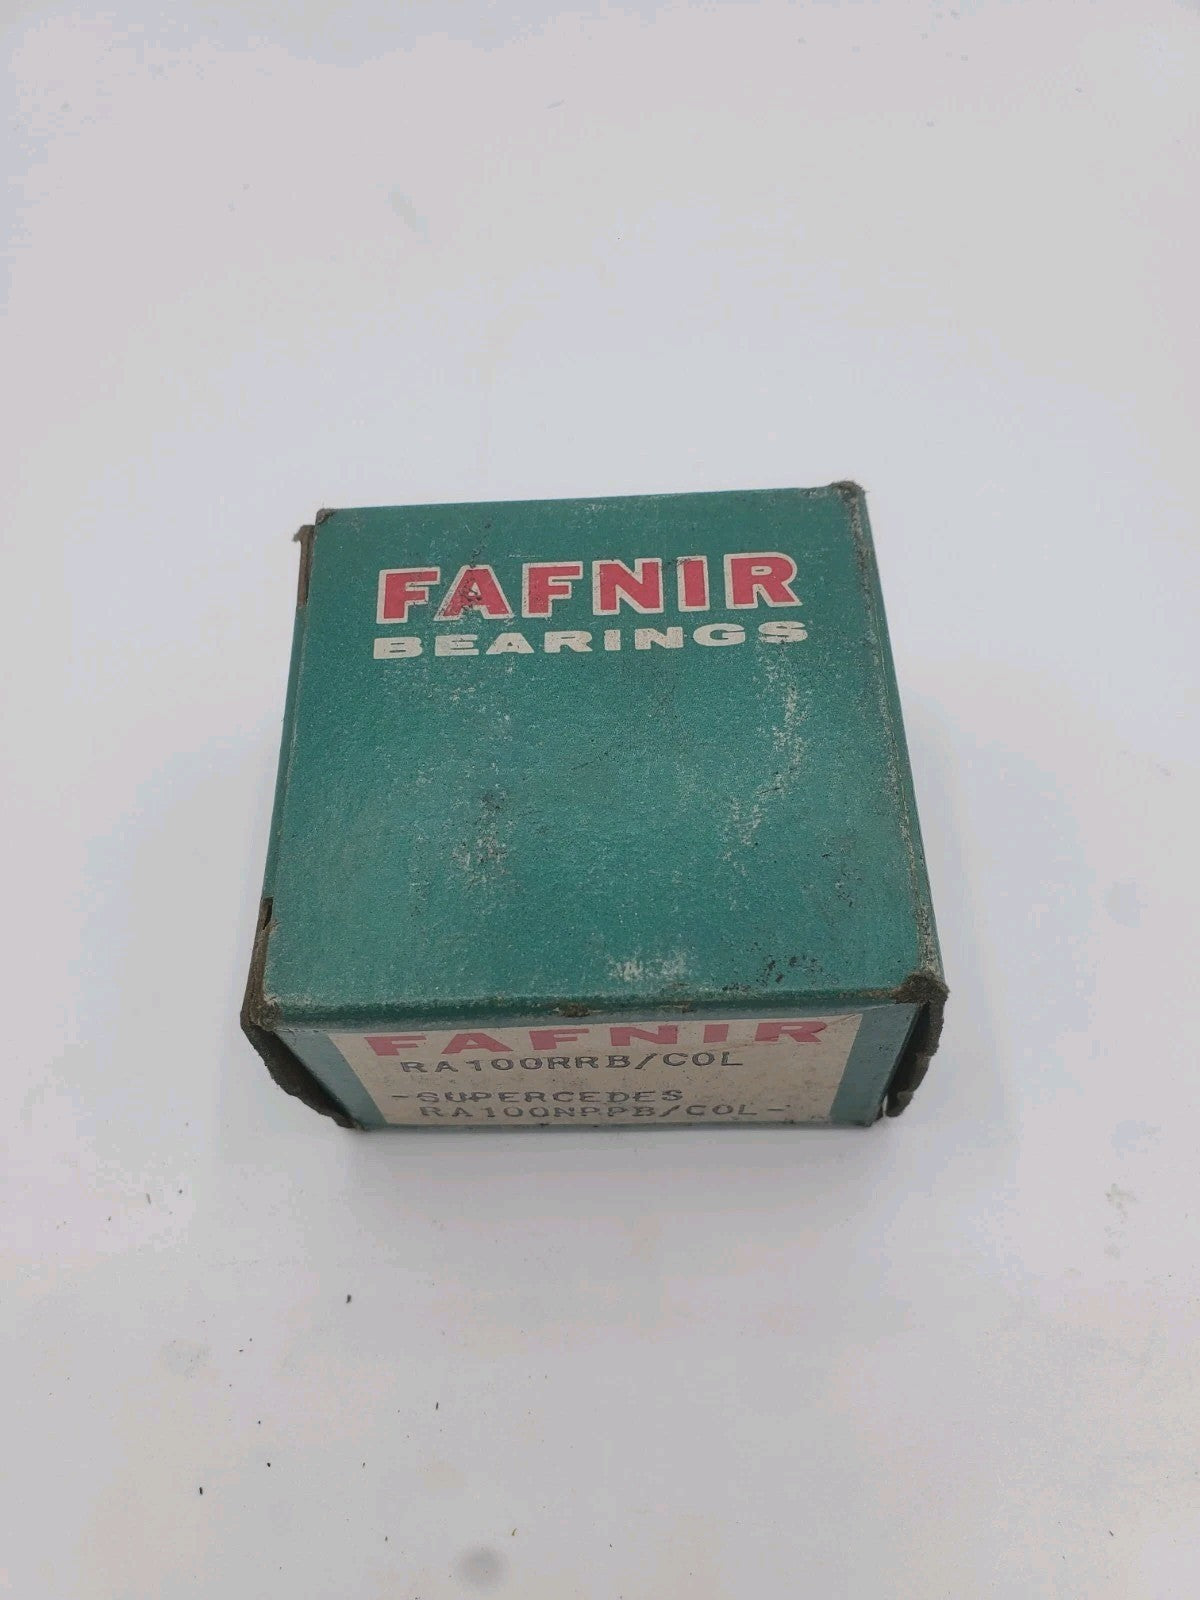 FAFNIR
BEARINGS
FAFNIR
RA100RRB/COL
-SUPERCEDES
RA100NPPB/COL-